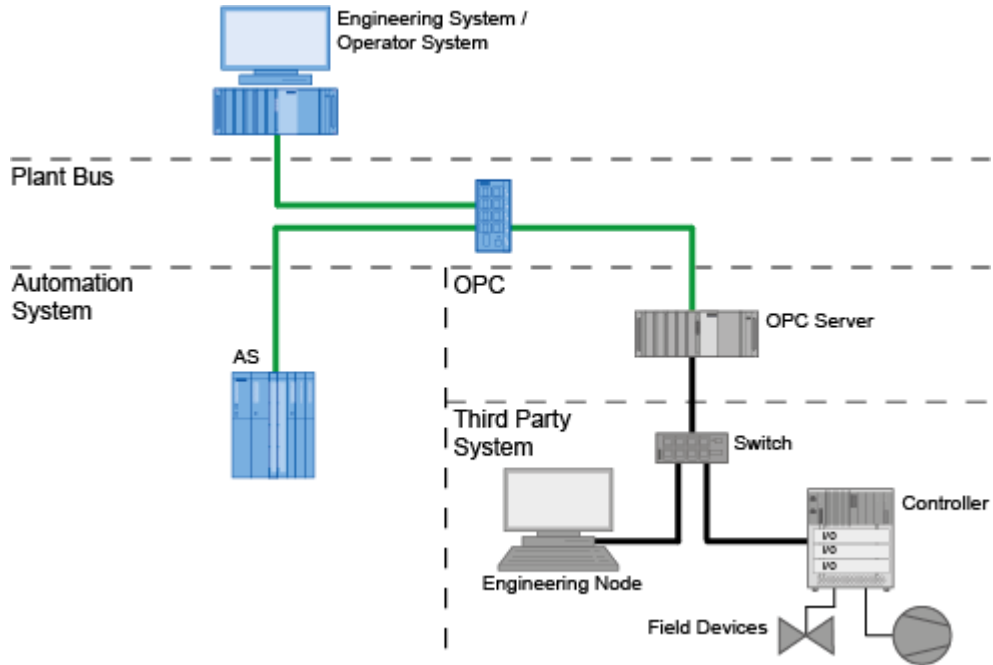 Engineering System /
Operator System
Plant Bus
Automation
System
OPC
OPC Server
AS
Third Party
System
Switch
Controller
I/O
I/O
I/O
Engineering Node
Field Devices